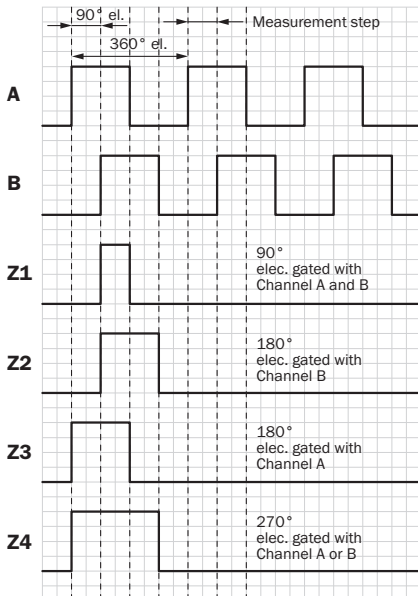 90° el.
Measurement step
360° el.
A
B
Z1
90°
elec. gated with
Channel A and B
Z2
180°
elec. gated with
Channel B
Z3
180°
elec. gated with
Channel A
Z4
270°
elec. gated with
Channel A or B